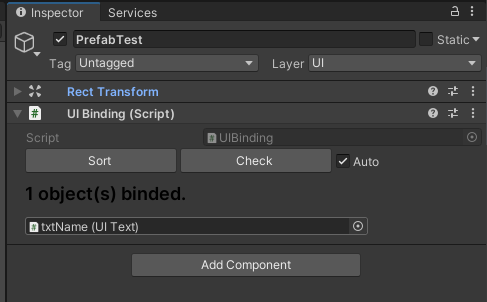 Inspector Services
PrefabTest Static
Tag Untagged Layer UI
Rect Transform
# UI Binding (Script)
Script # UIBinding
Sort Check Auto
1 object(s) binded.
# txtName (UI Text)
Add Component